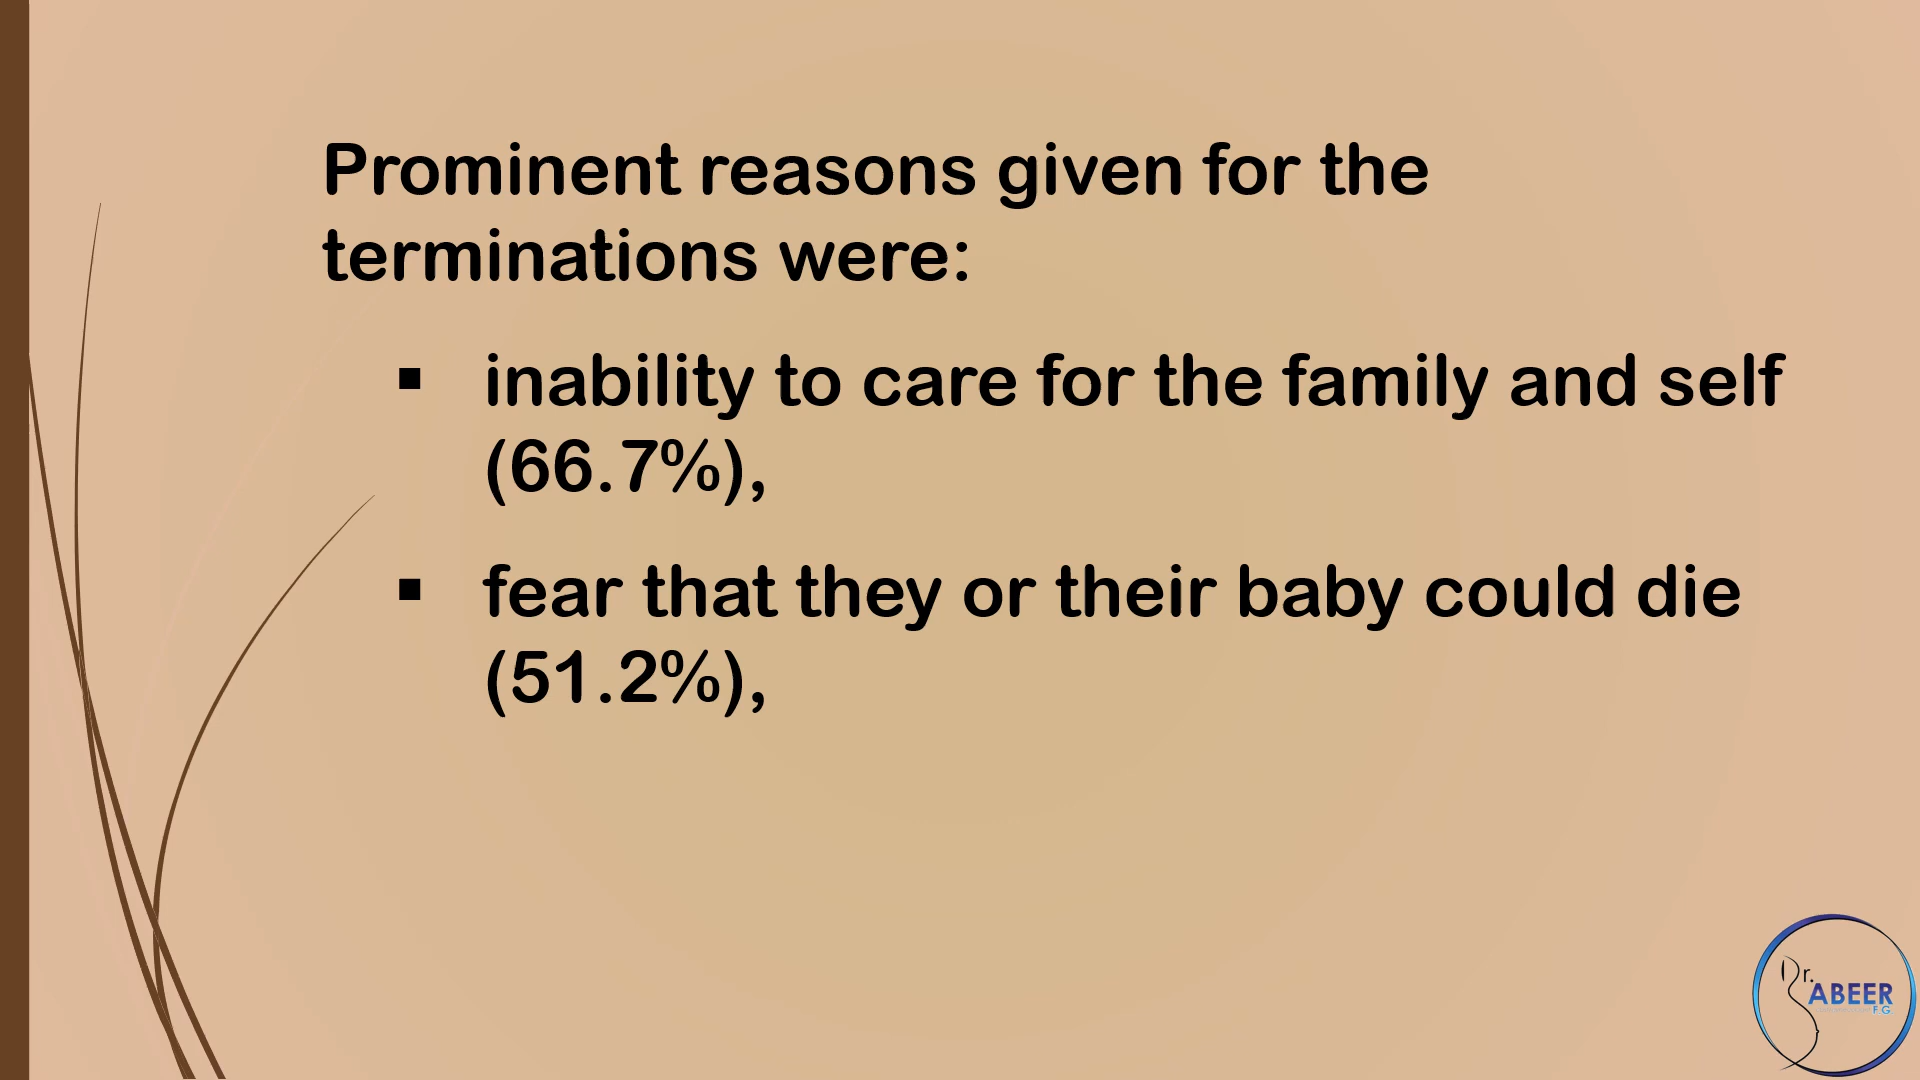 Prominent reasons given for the
terminations were:
▪ inability to care for the family and self
(66.7%),
▪ fear that they or their baby could die
(51.2%),
Dr.
ABEER
F.G